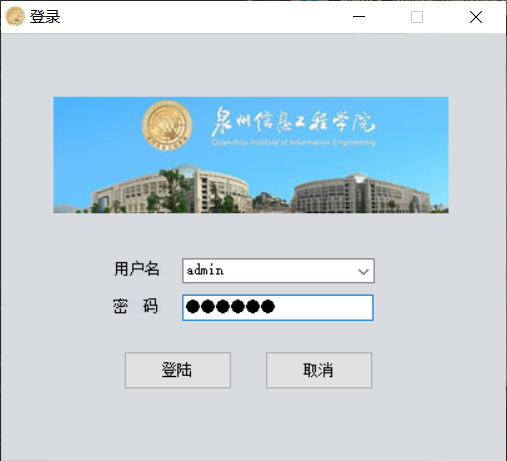 登录
泉州信息工程学院
Quanzhou Institute of Information Engineering
用户名
admin
密 码
●●●●●●
登陆
取消